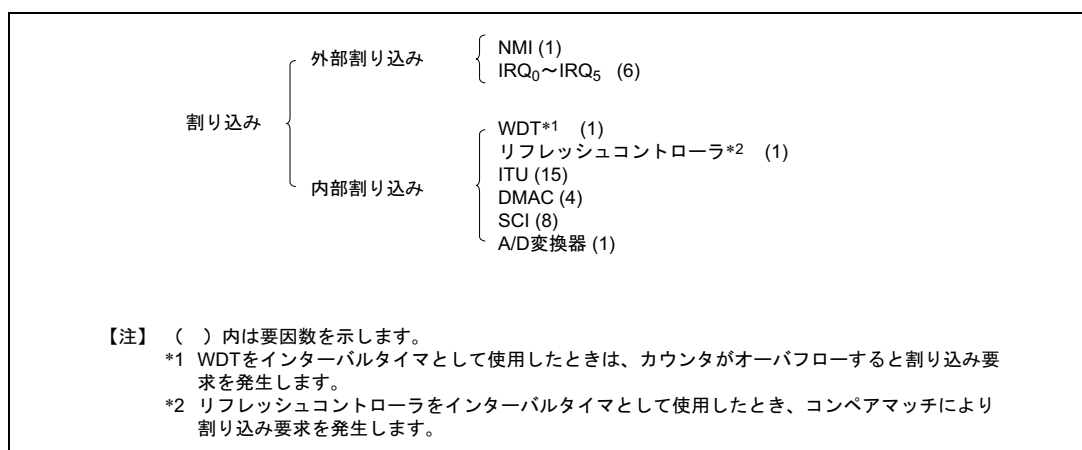 外部割り込み
NMI (1)
IRQ0～IRQ5 (6)
割り込み
内部割り込み
WDT*1 (1)
リフレッシュコントローラ*2 (1)
ITU (15)
DMAC (4)
SCI (8)
A/D変換器 (1)
【注】 （ ）内は要因数を示します。
*1 WDTをインターバルタイマとして使用したときは、カウンタがオーバフローすると割り込み要
求を発生します。
*2 リフレッシュコントローラをインターバルタイマとして使用したとき、コンペアマッチにより
割り込み要求を発生します。